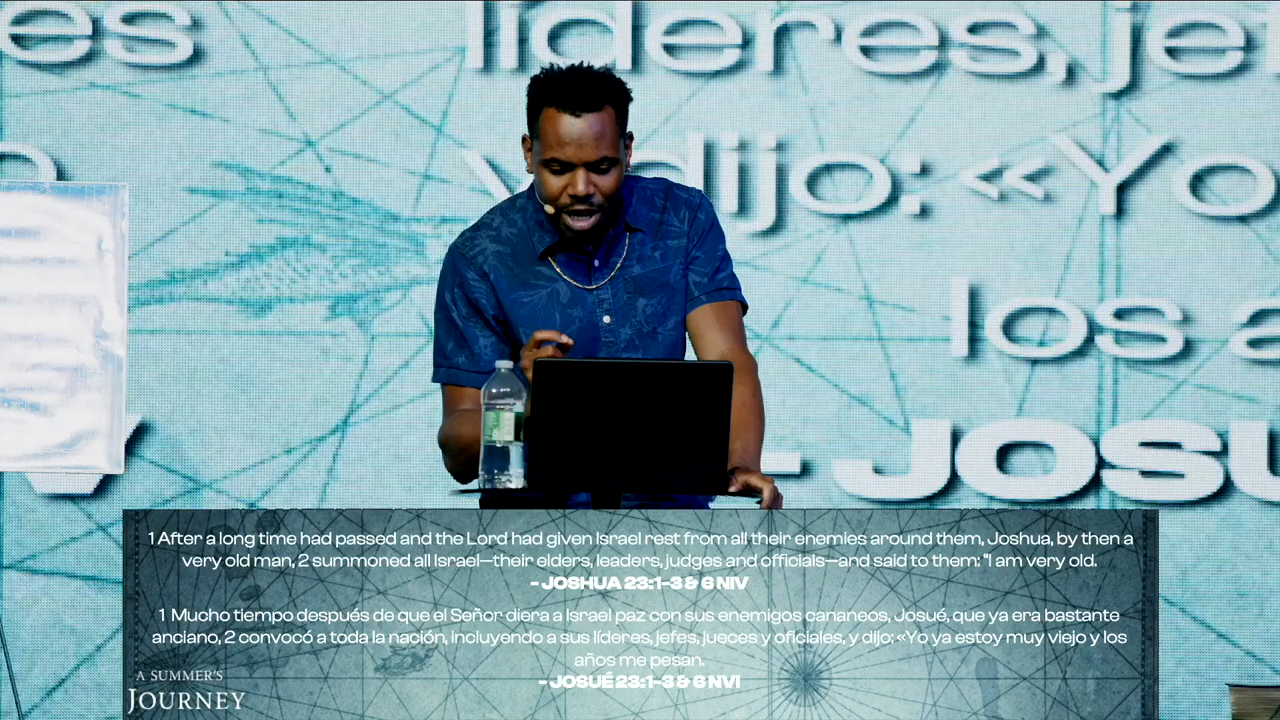 es líderes, jef
y dijo: «Yo
los a
- JOSU
1 After a long time had passed and the Lord had given Israel rest from all their enemies around them, Joshua, by then a
very old man, 2 summoned all Israel—their elders, leaders, judges and officials—and said to them: "I am very old.
- JOSHUA 23:1-3 & 6 NIV
1 Mucho tiempo después de que el Señor diera a Israel paz con sus enemigos cananeos, Josué, que ya era bastante
anciano, 2 convocó a toda la nación, incluyendo a sus líderes, jefes, jueces y oficiales, y dijo: «Yo ya estoy muy viejo y los
años me pesan.
- JOSUÉ 23:1-3 & 6 NVI
A SUMMER'S
JOURNEY